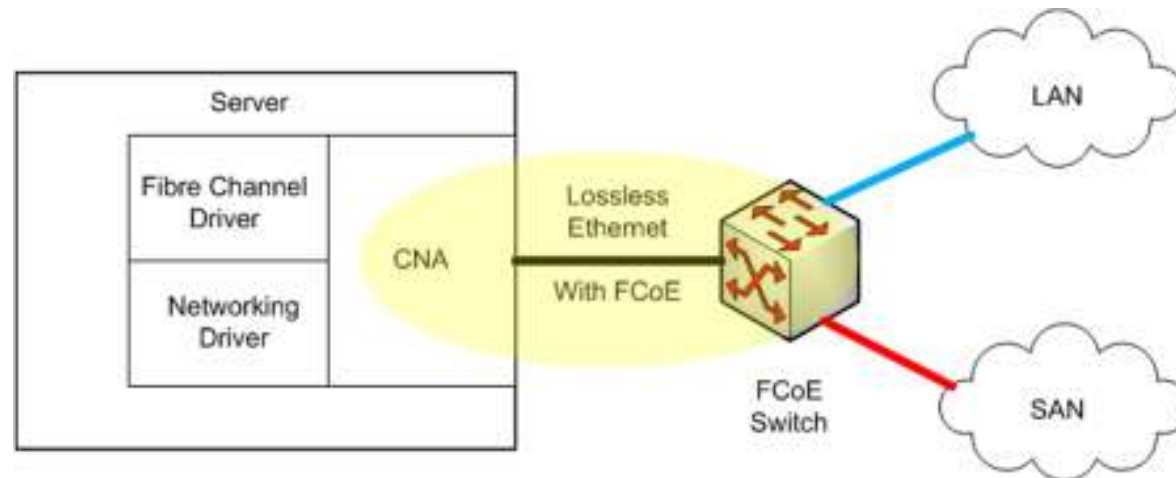 Server
Fibre Channel
Driver
Networking
Driver
CNA
Lossless
Ethernet
With FCoE
FCoE
Switch
LAN
SAN